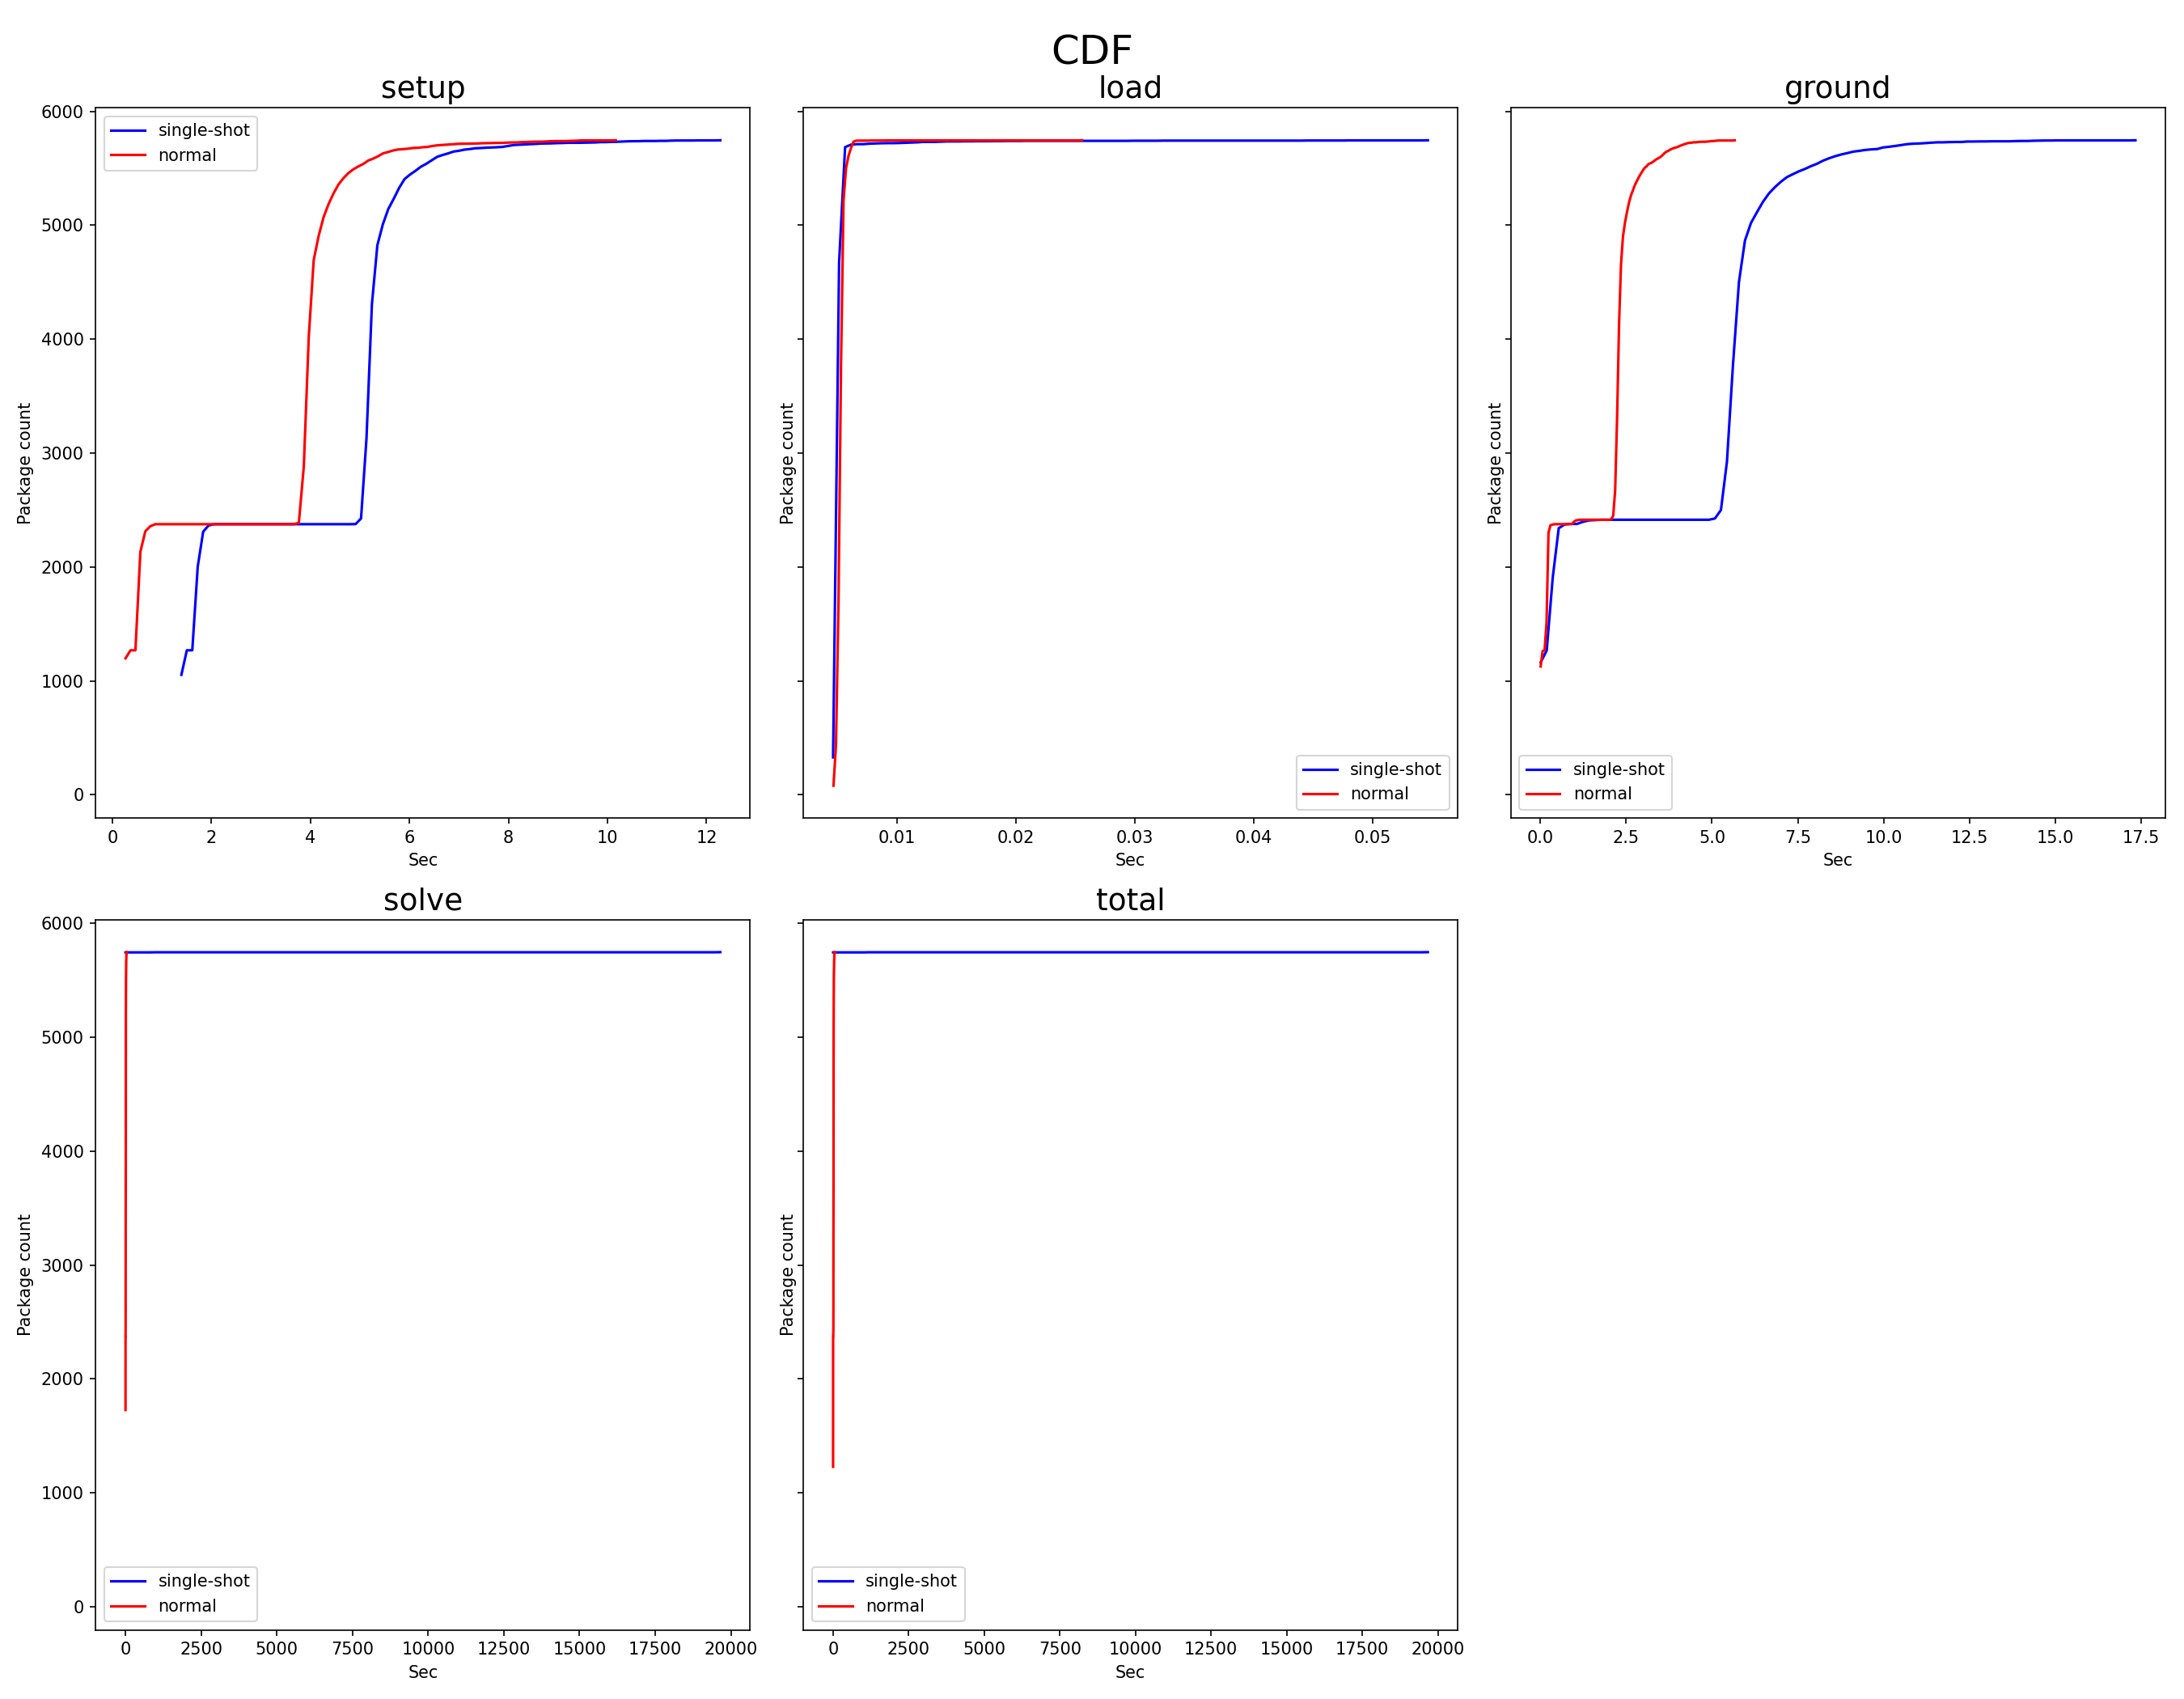 CDF
setup
single-shot
normal
6000
5000
4000
3000
2000
1000
0
Package count
0 2 4 6 8 10 12
Sec
load
Package count
single-shot
normal
0.01 0.02 0.03 0.04 0.05
Sec
ground
Package count
single-shot
normal
0.0 2.5 5.0 7.5 10.0 12.5 15.0 17.5
Sec
solve
6000
5000
4000
3000
2000
1000
0
Package count
single-shot
normal
0 2500 5000 7500 10000 12500 15000 17500 20000
Sec
total
Package count
single-shot
normal
0 2500 5000 7500 10000 12500 15000 17500 20000
Sec